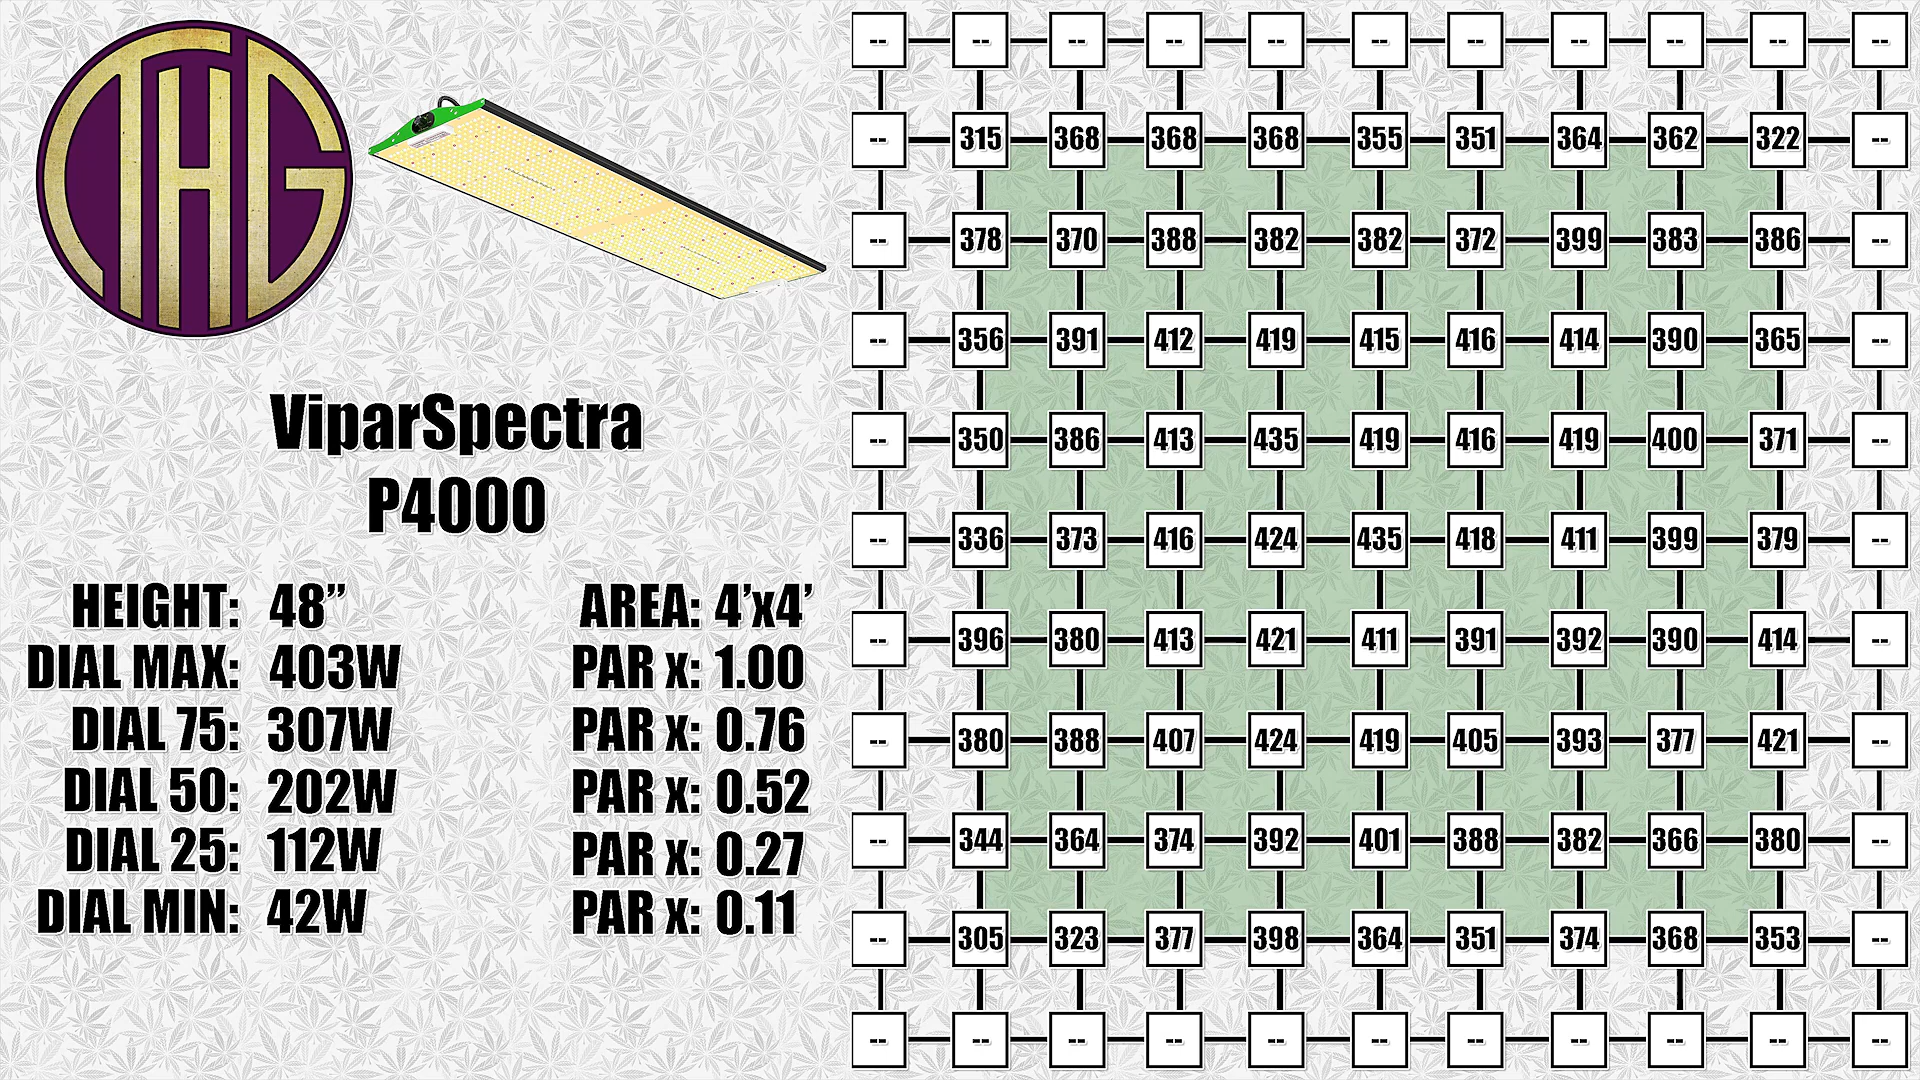 THG
ViparSpectra
P4000
HEIGHT: 48” AREA: 4’x4’
DIAL MAX: 403W PAR x: 1.00
DIAL 75: 307W PAR x: 0.76
DIAL 50: 202W PAR x: 0.52
DIAL 25: 112W PAR x: 0.27
DIAL MIN: 42W PAR x: 0.11
-- -- -- -- -- -- -- -- -- -- --
-- 315 368 368 368 355 351 364 362 322 --
-- 378 370 388 382 382 372 399 383 386 --
-- 356 391 412 419 415 416 414 390 365 --
-- 350 386 413 435 419 416 419 400 371 --
-- 336 373 416 424 435 418 411 399 379 --
-- 396 380 413 421 411 391 392 390 414 --
-- 380 388 407 424 419 405 393 377 421 --
-- 344 364 374 392 401 388 382 366 380 --
-- 305 323 377 398 364 351 374 368 353 --
-- -- -- -- -- -- -- -- -- -- --